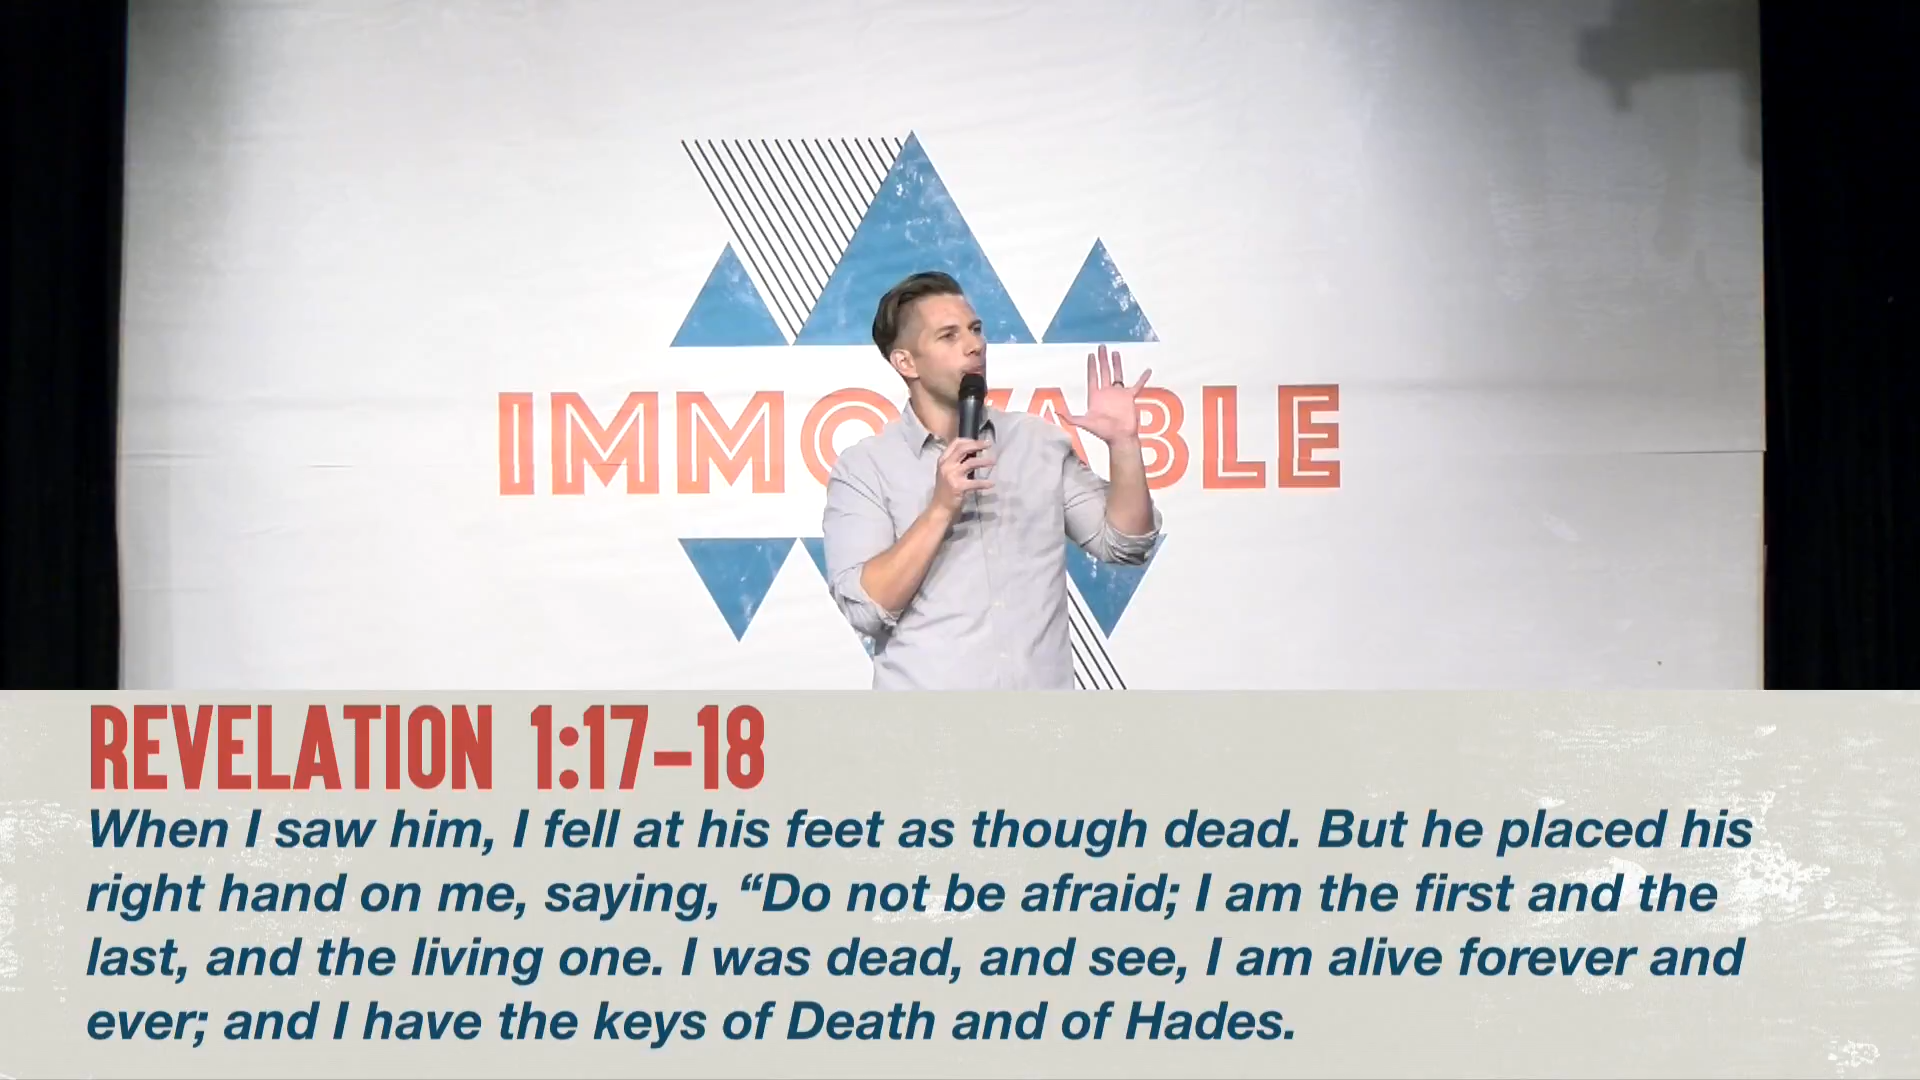 IMMOVABLE
REVELATION 1:17–18
When I saw him, I fell at his feet as though dead. But he placed his
right hand on me, saying, “Do not be afraid; I am the first and the
last, and the living one. I was dead, and see, I am alive forever and
ever; and I have the keys of Death and of Hades.